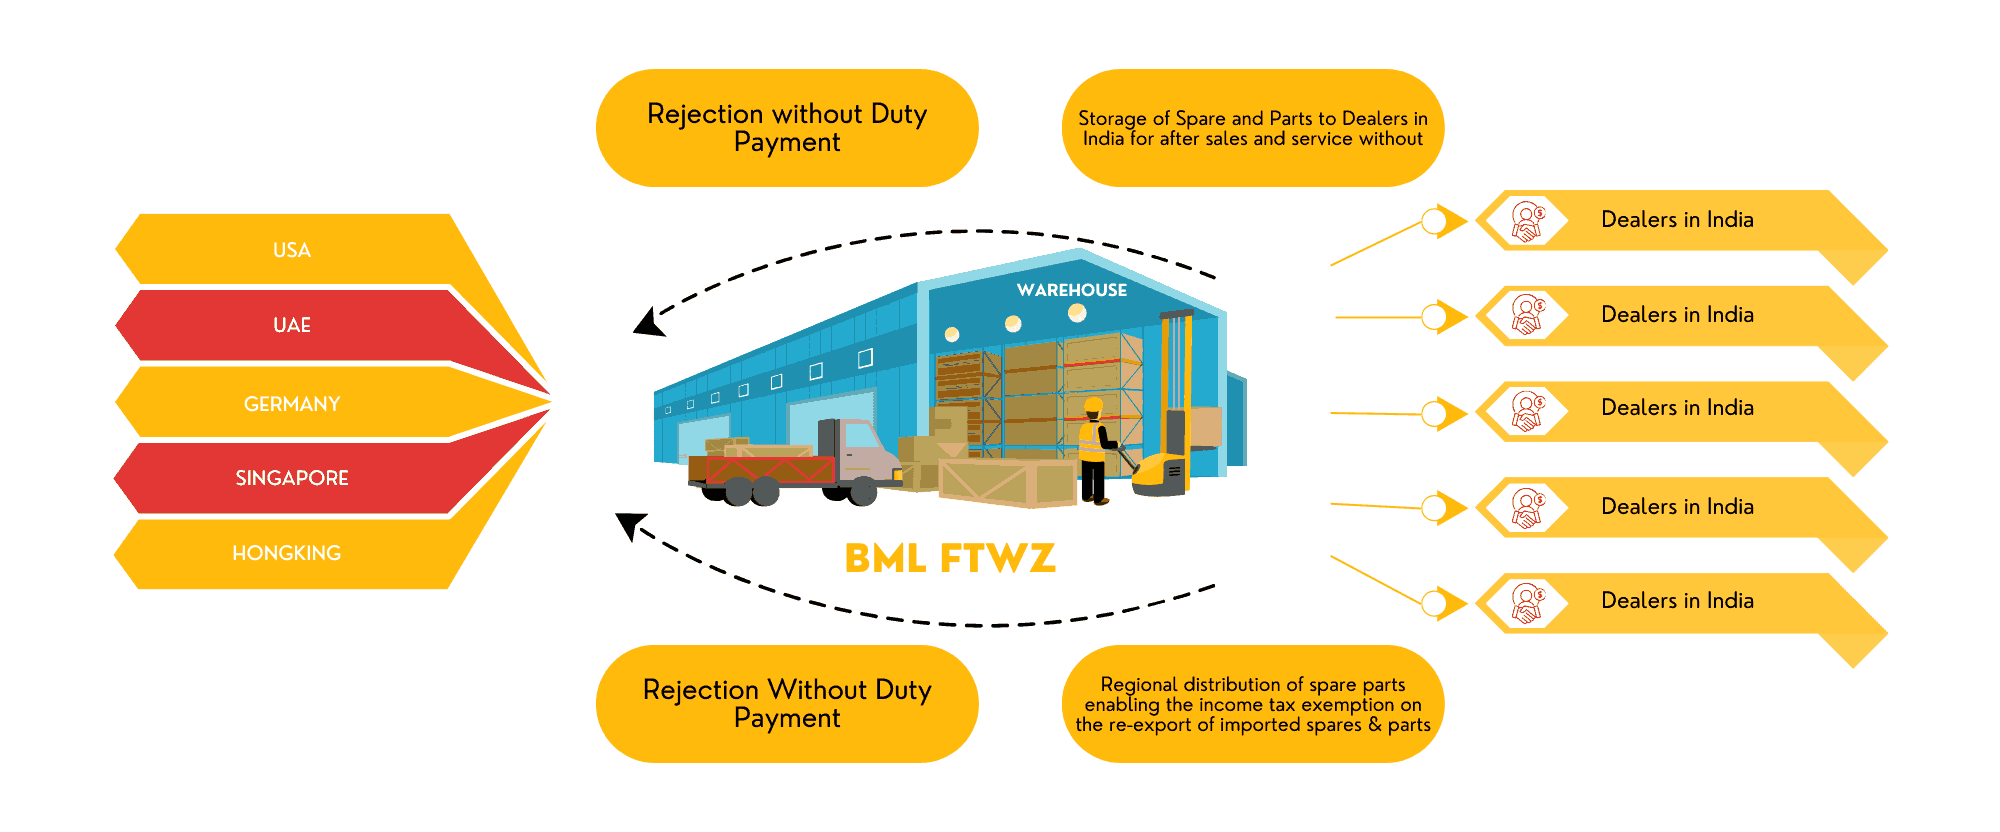 Rejection without Duty
Payment
Storage of Spare and Parts to Dealers in
India for after sales and service without
USA
UAE
GERMANY
SINGAPORE
HONGKING
WAREHOUSE
BML FTWZ
Dealers in India
Dealers in India
Dealers in India
Dealers in India
Dealers in India
Rejection Without Duty
Payment
Regional distribution of spare parts
enabling the income tax exemption on
the re-export of imported spares & parts